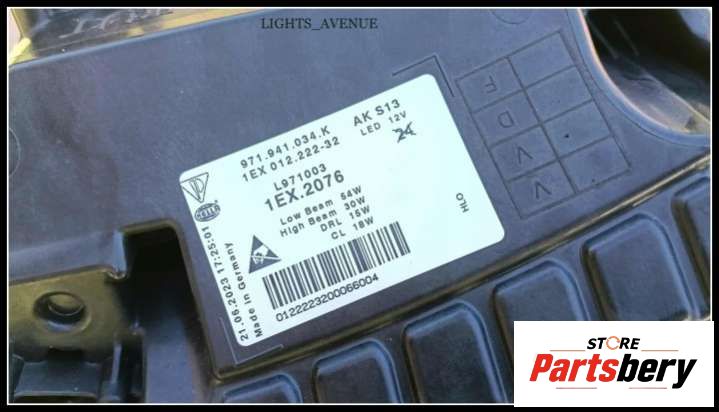 LIGHTS_AVENUE
971.941.034.K AK S13
1EX 012.222-32 LED 12V
L971003
1EX.2076
Low Beam 54W
High Beam 30W
DRL 15W
CL 18W
HLO
21.06.2023 17:25:01
Made in Germany
0122223200066004
F
D
V
V
STORE
Partsbery